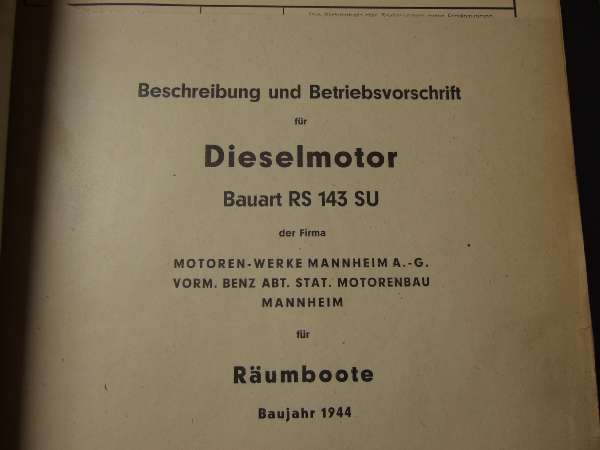 Beschreibung und Betriebsvorschrift
für
Dieselmotor
Bauart RS 143 SU
der Firma
MOTOREN-WERKE MANNHEIM A.-G.
VORM. BENZ ABT. STAT. MOTORENBAU
MANNHEIM
für
Räumboote
Baujahr 1944